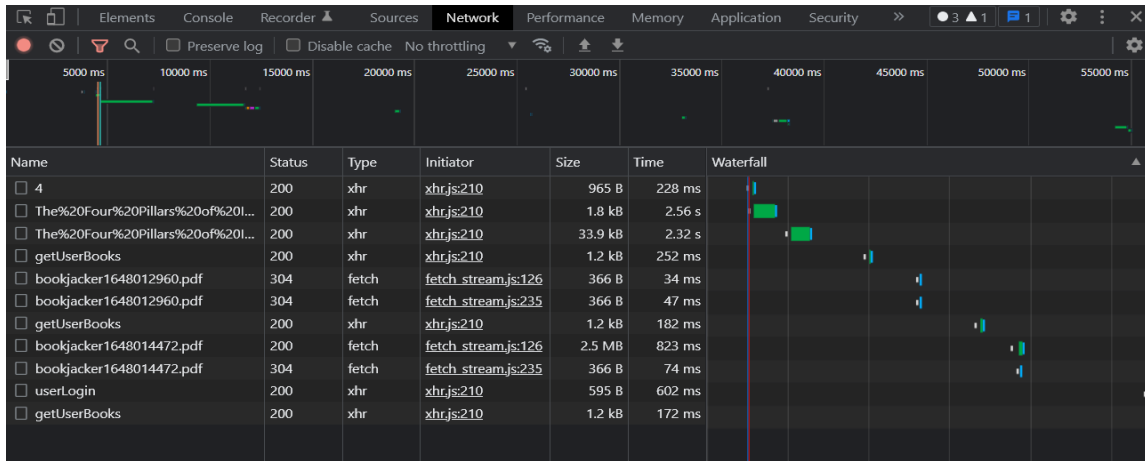 Elements Console Recorder Sources Network Performance Memory Application Security » 3 1 1
Preserve log Disable cache No throttling
5000 ms 10000 ms 15000 ms 20000 ms 25000 ms 30000 ms 35000 ms 40000 ms 45000 ms 50000 ms 55000 ms
Name Status Type Initiator Size Time Waterfall
4 200 xhr xhr.js:210 965 B 228 ms
The%20Four%20Pillars%20of%20I... 200 xhr xhr.js:210 1.8 kB 2.56 s
The%20Four%20Pillars%20of%20I... 200 xhr xhr.js:210 33.9 kB 2.32 s
getUserBooks 200 xhr xhr.js:210 1.2 kB 252 ms
bookjacker1648012960.pdf 304 fetch fetch_stream.js:126 366 B 34 ms
bookjacker1648012960.pdf 304 fetch fetch_stream.js:235 366 B 47 ms
getUserBooks 200 xhr xhr.js:210 1.2 kB 182 ms
bookjacker1648014472.pdf 200 fetch fetch_stream.js:126 2.5 MB 823 ms
bookjacker1648014472.pdf 304 fetch fetch_stream.js:235 366 B 74 ms
userLogin 200 xhr xhr.js:210 595 B 602 ms
getUserBooks 200 xhr xhr.js:210 1.2 kB 172 ms